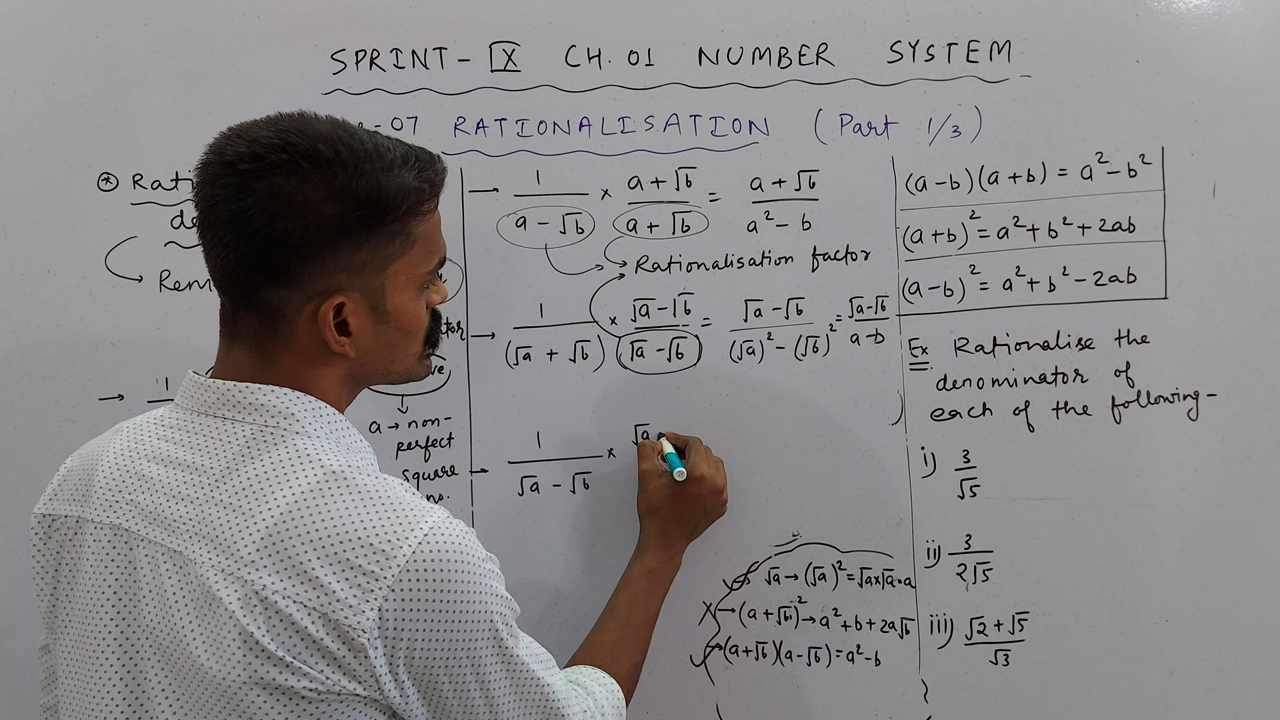 SPRINT - IX CH. 01 NUMBER SYSTEM
- 07 RATIONALISATION (Part 1/3)
→ 1/(a - √b) × (a + √b)/(a + √b) = (a + √b)/(a² - b)
Rationalisation factor
→ 1/(√a + √b) × (√a - √b)/(√a - √b) = (√a - √b)/((√a)² - (√b)²) = (√a - √b)/(a - b)
a → non-
perfect
square
no.
→ 1/(√a - √b) × √a
√a → (√a)² = √a x √a = a
X → (a + √b)² → a² + b + 2a√b
→ (a + √b)(a - √b) = a² - b
(a - b)(a + b) = a² - b²
(a + b)² = a² + b² + 2ab
(a - b)² = a² + b² - 2ab
Ex. Rationalise the
denominator of
each of the following -
i) 3/√5
ii) 3/2√5
iii) (√2 + √5)/√3